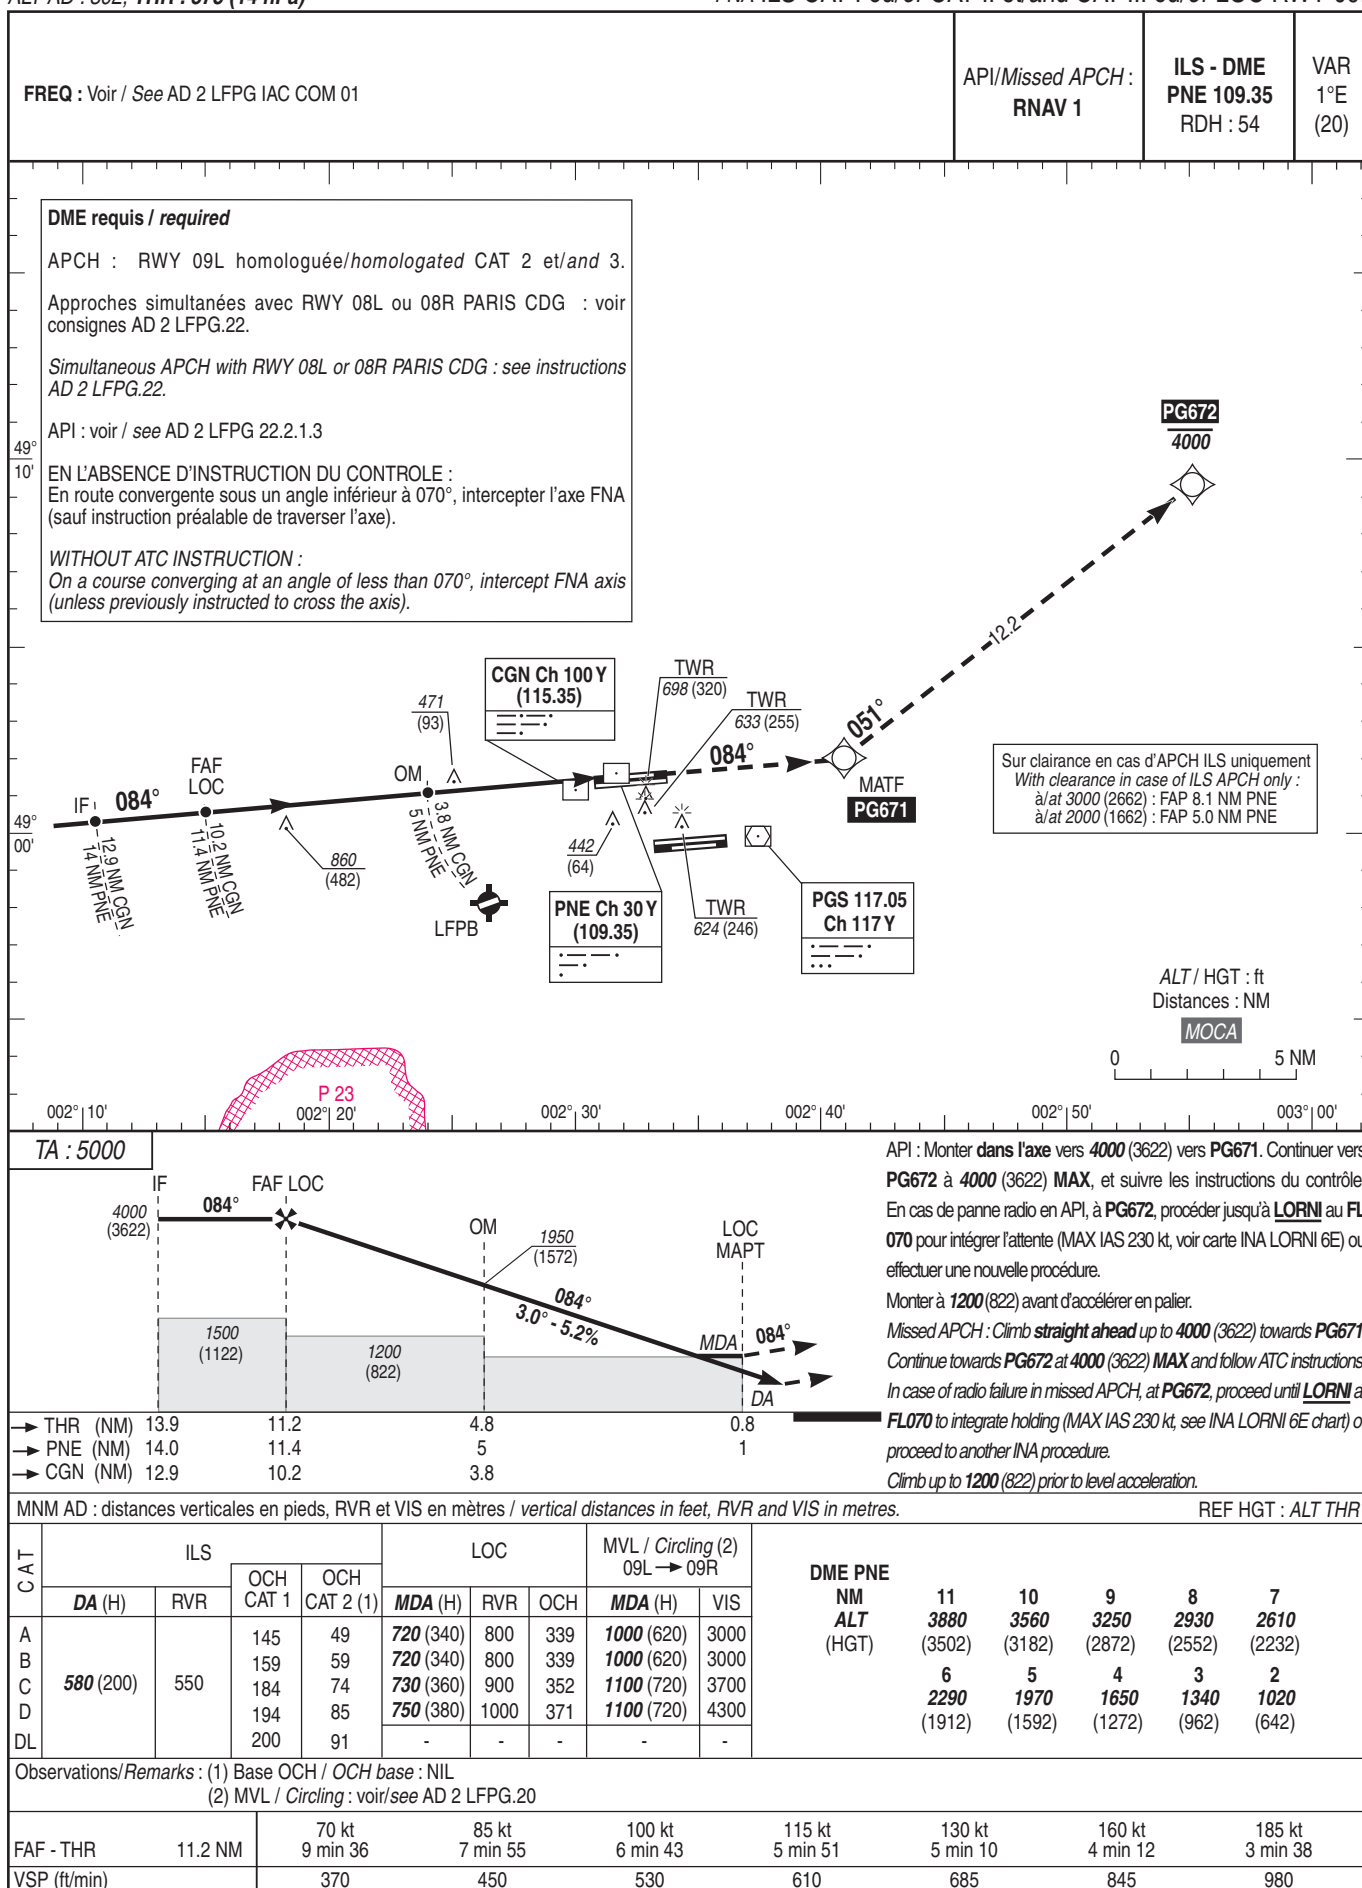 FREQ : Voir / See AD 2 LFPG IAC COM 01
API/Missed APCH :
RNAV 1
ILS - DME
PNE 109.35
RDH : 54
VAR
1°E
(20)
DME requis / required
APCH : RWY 09L homologuée/homologated CAT 2 et/and 3.
Approches simultanées avec RWY 08L ou 08R PARIS CDG : voir
consignes AD 2 LFPG.22.
Simultaneous APCH with RWY 08L or 08R PARIS CDG : see instructions
AD 2 LFPG.22.
API : voir / see AD 2 LFPG 22.2.1.3
EN L'ABSENCE D'INSTRUCTION DU CONTROLE :
En route convergente sous un angle inférieur à 070°, intercepter l'axe FNA
(sauf instruction préalable de traverser l'axe).
WITHOUT ATC INSTRUCTION :
On a course converging at an angle of less than 070°, intercept FNA axis
(unless previously instructed to cross the axis).
49°
10'
PG672
4000
12.2
051°
CGN Ch 100 Y
(115.35)
TWR
698 (320)
TWR
633 (255)
471
(93)
084°
MATF
PG671
Sur clairance en cas d'APCH ILS uniquement
With clearance in case of ILS APCH only :
à/at 3000 (2662) : FAP 8.1 NM PNE
à/at 2000 (1662) : FAP 5.0 NM PNE
FAF
LOC
OM
IF
084°
49°
00'
12.9 NM CGN
14 NM PNE
10.2 NM CGN
11.4 NM PNE
3.8 NM CGN
5 NM PNE
860
(482)
442
(64)
LFPB
PNE Ch 30 Y
(109.35)
TWR
624 (246)
PGS 117.05
Ch 117 Y
ALT / HGT : ft
Distances : NM
MOCA
0 5 NM
P 23
002° 10' 002° 20' 002° 30' 002° 40' 002° 50' 003° 00'
TA : 5000
IF
FAF LOC
4000
(3622)
084°
OM
1950
(1572)
LOC
MAPT
084°
3.0° - 5.2%
1500
(1122)
1200
(822)
MDA
084°
DA
THR (NM) 13.9 11.2 4.8 0.8
PNE (NM) 14.0 11.4 5 1
CGN (NM) 12.9 10.2 3.8
API : Monter dans l'axe vers 4000 (3622) vers PG671. Continuer vers
PG672 à 4000 (3622) MAX, et suivre les instructions du contrôle
En cas de panne radio en API, à PG672, procéder jusqu'à LORNI au FL
070 pour intégrer l'attente (MAX IAS 230 kt, voir carte INA LORNI 6E) ou
effectuer une nouvelle procédure.
Monter à 1200 (822) avant d'accélérer en palier.
Missed APCH : Climb straight ahead up to 4000 (3622) towards PG671
Continue towards PG672 at 4000 (3622) MAX and follow ATC instructions
In case of radio failure in missed APCH, at PG672, proceed until LORNI a
FL070 to integrate holding (MAX IAS 230 kt, see INA LORNI 6E chart) o
proceed to another INA procedure.
Climb up to 1200 (822) prior to level acceleration.
MNM AD : distances verticales en pieds, RVR et VIS en mètres / vertical distances in feet, RVR and VIS in metres. REF HGT : ALT THR
CAT ILS LOC MVL / Circling (2)
09L → 09R
DA (H) RVR OCH CAT 1 OCH CAT 2 (1) MDA (H) RVR OCH MDA (H) VIS
A 145 49 720 (340) 800 339 1000 (620) 3000
B 159 59 720 (340) 800 339 1000 (620) 3000
C 580 (200) 550 184 74 730 (360) 900 352 1100 (720) 3700
D 194 85 750 (380) 1000 371 1100 (720) 4300
DL 200 91 - - - - -
DME PNE
NM 11 10 9 8 7
ALT 3880 3560 3250 2930 2610
(HGT) (3502) (3182) (2872) (2552) (2232)
6 5 4 3 2
2290 1970 1650 1340 1020
(1912) (1592) (1272) (962) (642)
Observations/Remarks : (1) Base OCH / OCH base : NIL
(2) MVL / Circling : voir/see AD 2 LFPG.20
70 kt 85 kt 100 kt 115 kt 130 kt 160 kt 185 kt
FAF - THR 11.2 NM 9 min 36 7 min 55 6 min 43 5 min 51 5 min 10 4 min 12 3 min 38
VSP (ft/min) 370 450 530 610 685 845 980